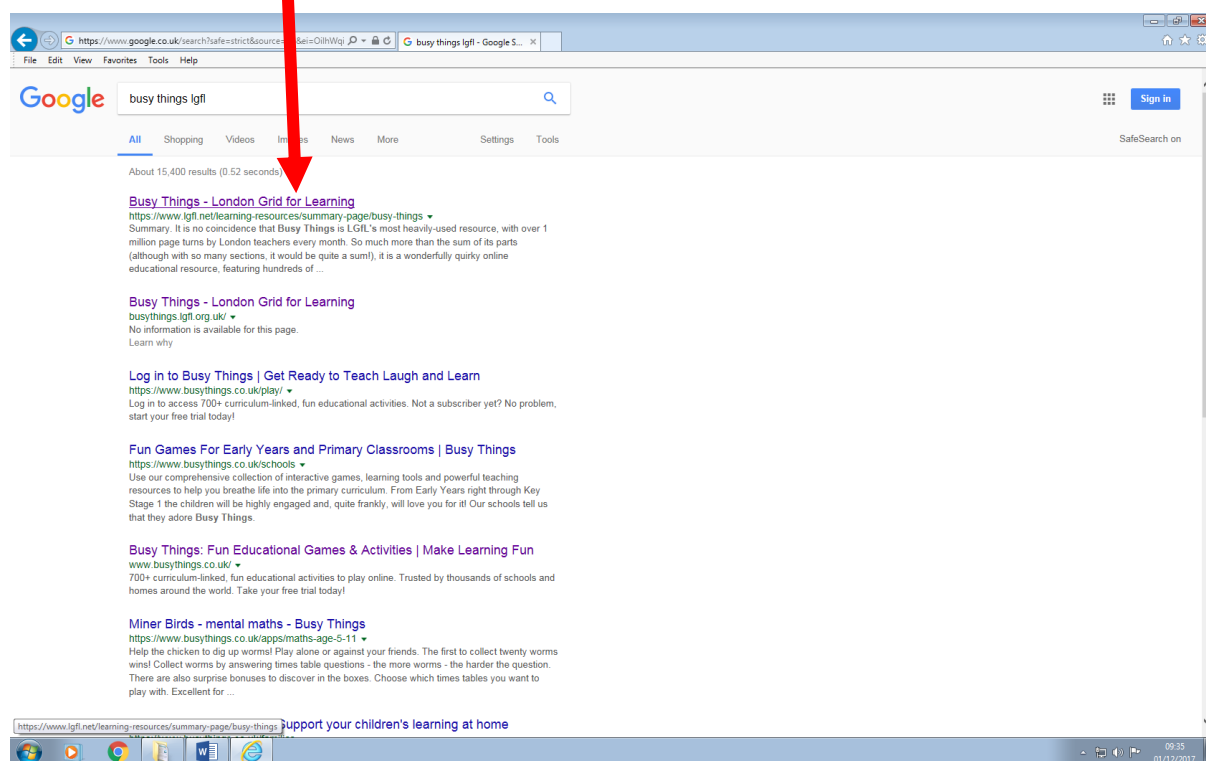 https://www.google.co.uk/search?safe=strict&source= &ei=OilhWqi
busy things lgfl - Google S...
File Edit View Favorites Tools Help
Google
busy things lgfl
Sign in
All Shopping Videos Images News More Settings Tools
SafeSearch on
About 15,400 results (0.52 seconds)
Busy Things - London Grid for Learning
https://www.lgfl.net/learning-resources/summary-page/busy-things
Summary. It is no coincidence that Busy Things is LGfL's most heavily-used resource, with over 1
million page turns by London teachers every month. So much more than the sum of its parts
(although with so many sections, it would be quite a sum!), it is a wonderfully quirky online
educational resource, featuring hundreds of ...
Busy Things - London Grid for Learning
busythings.lgfl.org.uk/
No information is available for this page.
Learn why
Log in to Busy Things | Get Ready to Teach Laugh and Learn
https://www.busythings.co.uk/play/
Log in to access 700+ curriculum-linked, fun educational activities. Not a subscriber yet? No problem,
start your free trial today!
Fun Games For Early Years and Primary Classrooms | Busy Things
https://www.busythings.co.uk/schools
Use our comprehensive collection of interactive games, learning tools and powerful teaching
resources to help you breathe life into the primary curriculum. From Early Years right through Key
Stage 1 the children will be highly engaged and, quite frankly, will love you for it! Our schools tell us
that they adore Busy Things.
Busy Things: Fun Educational Games & Activities | Make Learning Fun
www.busythings.co.uk/
700+ curriculum-linked, fun educational activities to play online. Trusted by thousands of schools and
homes around the world. Take your free trial today!
Miner Birds - mental maths - Busy Things
https://www.busythings.co.uk/apps/maths-age-5-11
Help the chicken to dig up worms! Play alone or against your friends. The first to collect twenty worms
wins! Collect worms by answering times table questions - the more worms - the harder the question.
There are also surprise bonuses to discover in the boxes. Choose which times tables you want to
play with. Excellent for ...
https://www.lgfl.net/learning-resources/summary-page/busy-things
Support your children's learning at home
09:35
01/12/2017